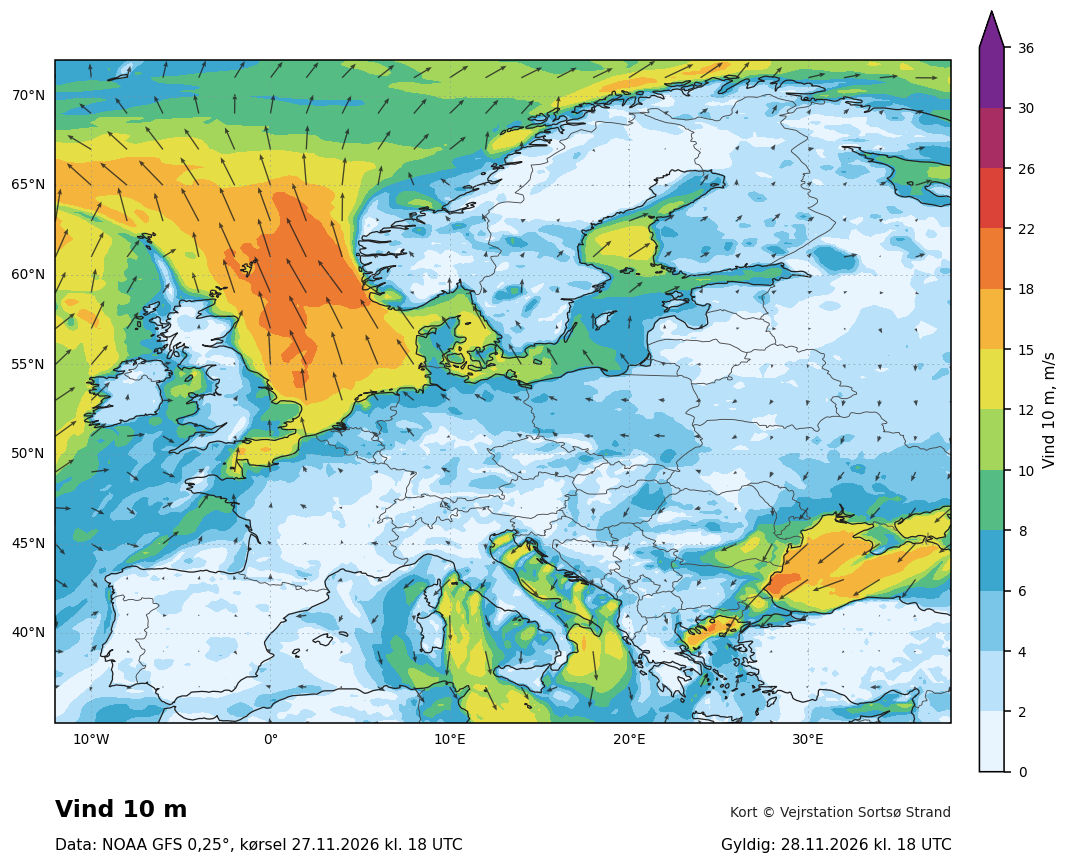 36
30
26
22
18
15
12
10
8
6
4
2
0
Vind 10 m, m/s
70°N
65°N
60°N
55°N
50°N
45°N
40°N
10°W
0°
10°E
20°E
30°E
Vind 10 m
Kort © Vejrstation Sortsø Strand
Data: NOAA GFS 0,25°, kørsel 27.11.2026 kl. 18 UTC
Gyldig: 28.11.2026 kl. 18 UTC